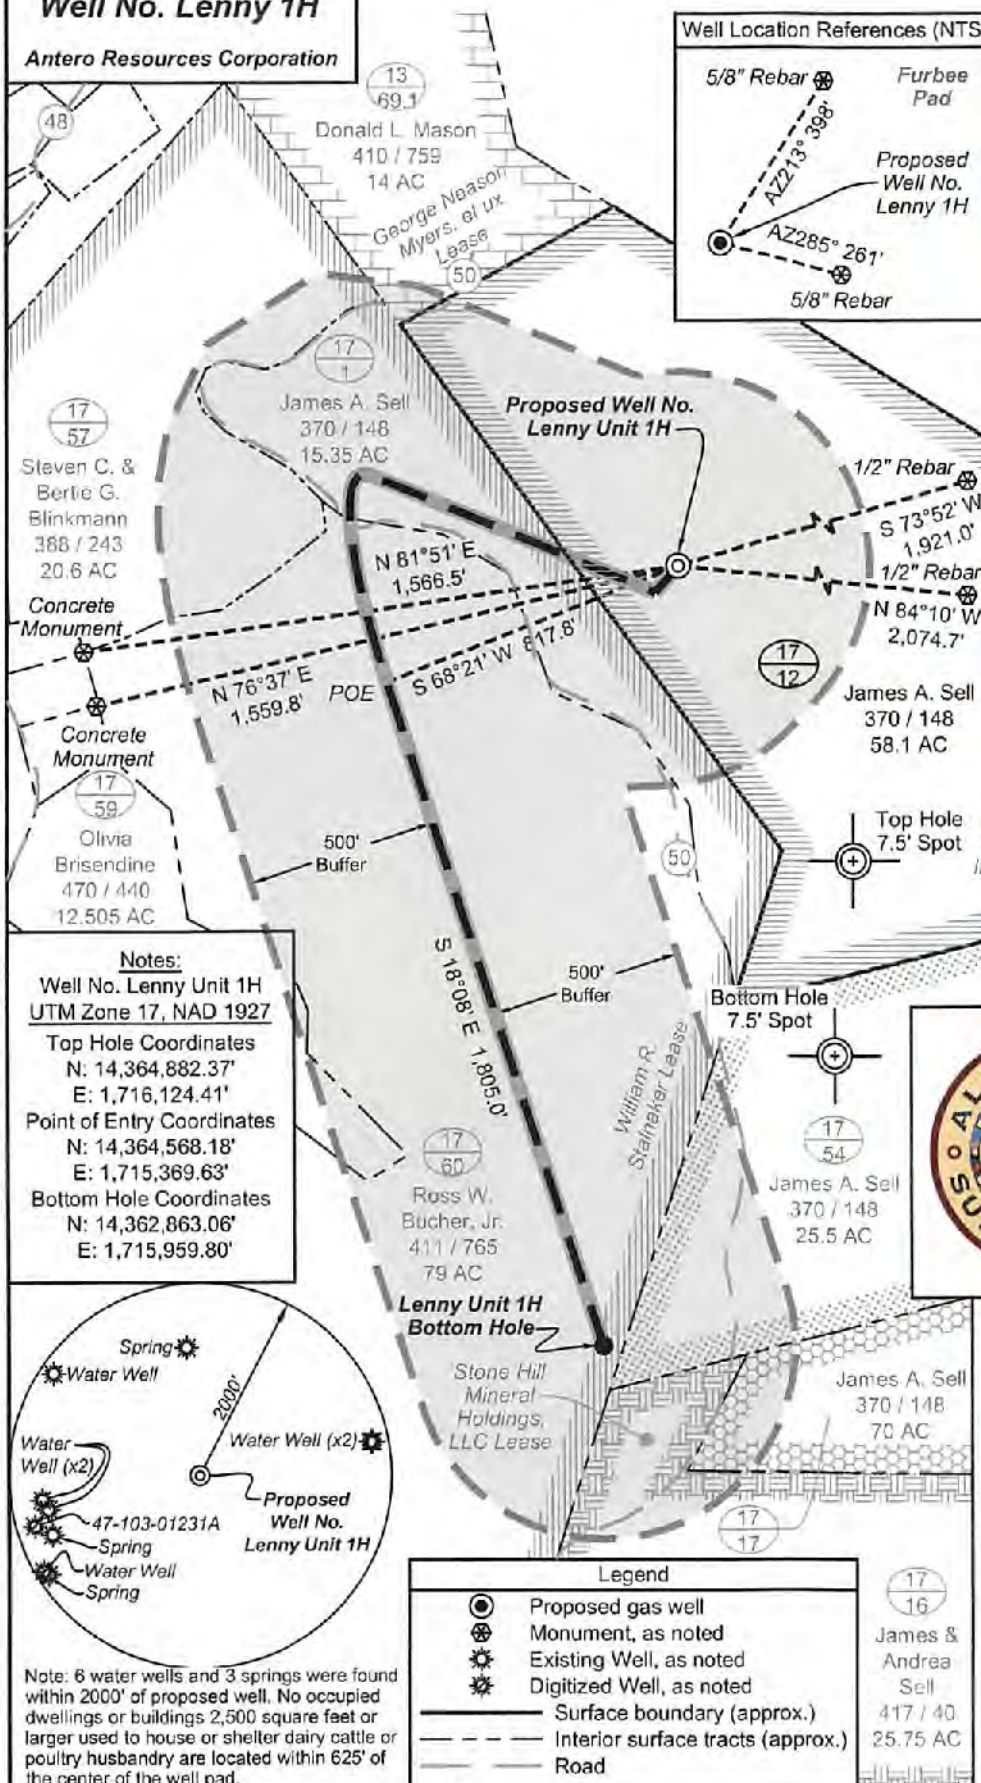 Well No. Lenny 1H
Antero Resources Corporation
Well Location References (NTS
5/8" Rebar
Furbee
Pad
AZ213° 398'
Proposed
Well No.
Lenny 1H
AZ285° 261'
5/8" Rebar
48
13
69.1
Donald L. Mason
410 / 759
14 AC
George Neason
Myers, et ux
Lease
50
17
1
James A. Sell
370 / 148
15.35 AC
Proposed Well No.
Lenny Unit 1H
17
57
Steven C. &
Bertie G.
Blinkmann
388 / 243
20.6 AC
1/2" Rebar
S 73°52' W
1,921.0'
1/2" Rebar
N 84°10' W
2,074.7'
N 81°51' E
1,566.5'
Concrete
Monument
N 76°37' E
1,559.8'
POE
S 68°21' W 817.8'
17
12
James A. Sell
370 / 148
58.1 AC
Concrete
Monument
17
59
Olivia
Brisendine
470 / 440
12.505 AC
500'
Buffer
50
Top Hole
7.5' Spot
S 18°08' E 1,805.0'
500'
Buffer
Bottom Hole
7.5' Spot
Notes:
Well No. Lenny Unit 1H
UTM Zone 17, NAD 1927
Top Hole Coordinates
N: 14,364,882.37'
E: 1,716,124.41'
Point of Entry Coordinates
N: 14,364,568.18'
E: 1,715,369.63'
Bottom Hole Coordinates
N: 14,362,863.06'
E: 1,715,959.80'
William R.
Stalneker Lease
17
54
James A. Sell
370 / 148
25.5 AC
17
60
Ross W.
Bucher, Jr.
411 / 765
79 AC
Lenny Unit 1H
Bottom Hole
Stone Hill
Mineral
Holdings,
LLC Lease
James A. Sell
370 / 148
70 AC
17
17
Spring
Water Well
2000'
Water
Well (x2)
Water Well (x2)
47-103-01231A
Spring
Water Well
Spring
Proposed
Well No.
Lenny Unit 1H
Note: 6 water wells and 3 springs were found
within 2000' of proposed well. No occupied
dwellings or buildings 2,500 square feet or
larger used to house or shelter dairy cattle or
poultry husbandry are located within 625' of
the center of the well pad.
Legend
Proposed gas well
Monument, as noted
Existing Well, as noted
Digitized Well, as noted
Surface boundary (approx.)
Interior surface tracts (approx.)
Road
17
16
James &
Andrea
Sell
417 / 40
25.75 AC